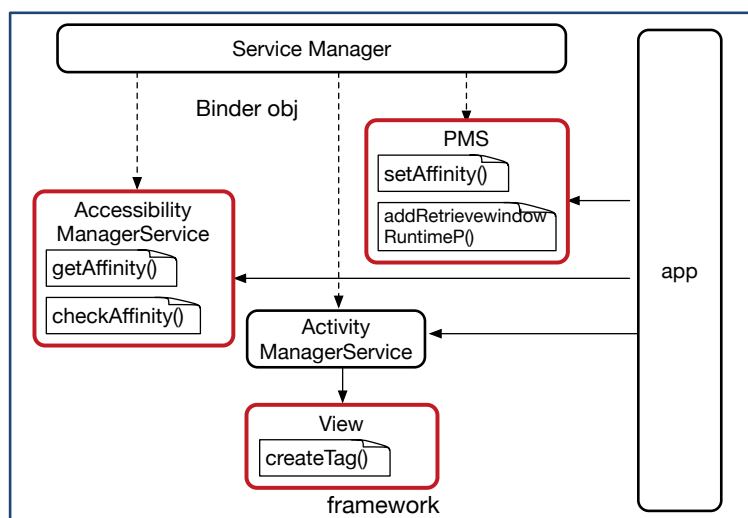 Service Manager
Binder obj
PMS
setAffinity()
addRetrievewindow
RuntimeP()
Accessibility
ManagerService
getAffinity()
checkAffinity()
app
Activity
ManagerService
View
createTag()
framework